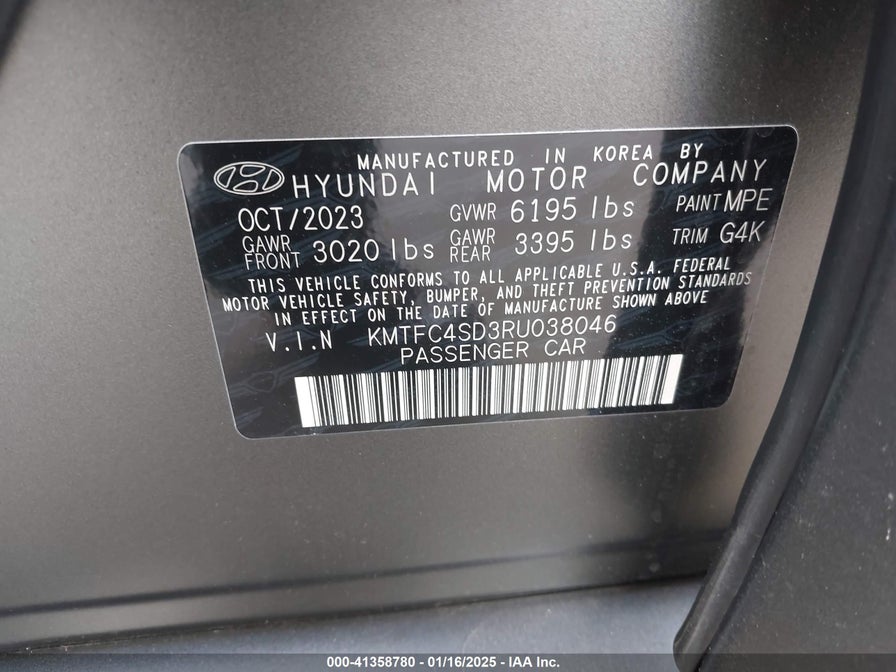 MANUFACTURED IN KOREA BY
HYUNDAI MOTOR COMPANY
OCT/2023 GVWR 6195 lbs PAINT MPE
GAWR FRONT 3020 lbs GAWR REAR 3395 lbs TRIM G4K
THIS VEHICLE CONFORMS TO ALL APPLICABLE U.S.A. FEDERAL
MOTOR VEHICLE SAFETY, BUMPER, AND THEFT PREVENTION STANDARDS
IN EFFECT ON THE DATE OF MANUFACTURE SHOWN ABOVE
V.I.N KMTFC4SD3RU038046
PASSENGER CAR
000-41358780 - 01/16/2025 - IAA Inc.